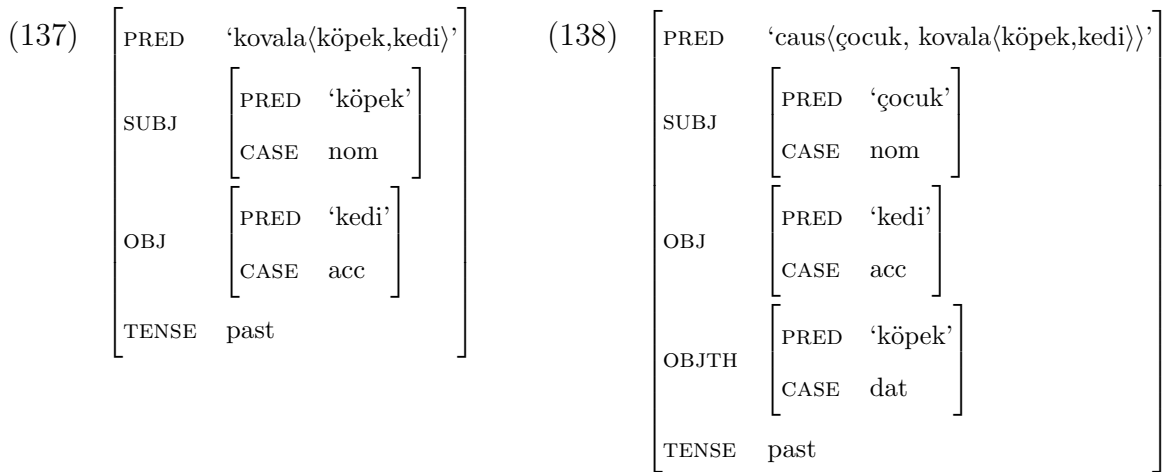 (137)
PRED ‘kovala⟨köpek,kedi⟩’
SUBJ
PRED ‘köpek’
CASE nom
OBJ
PRED ‘kedi’
CASE acc
TENSE past
(138)
PRED ‘caus⟨çocuk, kovala⟨köpek,kedi⟩⟩’
SUBJ
PRED ‘çocuk’
CASE nom
OBJ
PRED ‘kedi’
CASE acc
OBJTH
PRED ‘köpek’
CASE dat
TENSE past